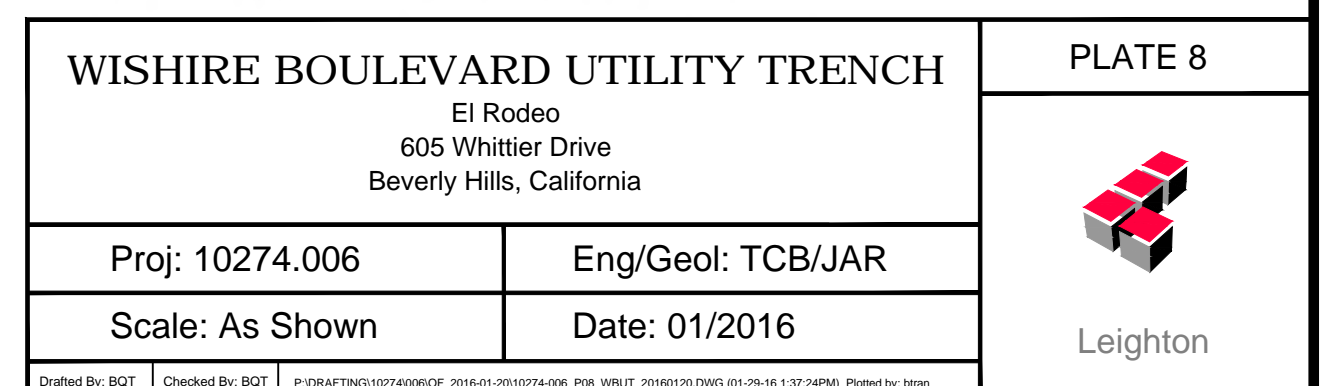 WISHIRE BOULEVARD UTILITY TRENCH
El Rodeo
605 Whittier Drive
Beverly Hills, California
PLATE 8
Proj: 10274.006
Eng/Geol: TCB/JAR
Scale: As Shown
Date: 01/2016
Leighton
Drafted By: BQT
Checked By: BQT
P:\DRAFTING\10274\006\OF_2016-01-20\10274-006_P08_WBUT_20160120.DWG (01-29-16 1:37:24PM) Plotted by: btran